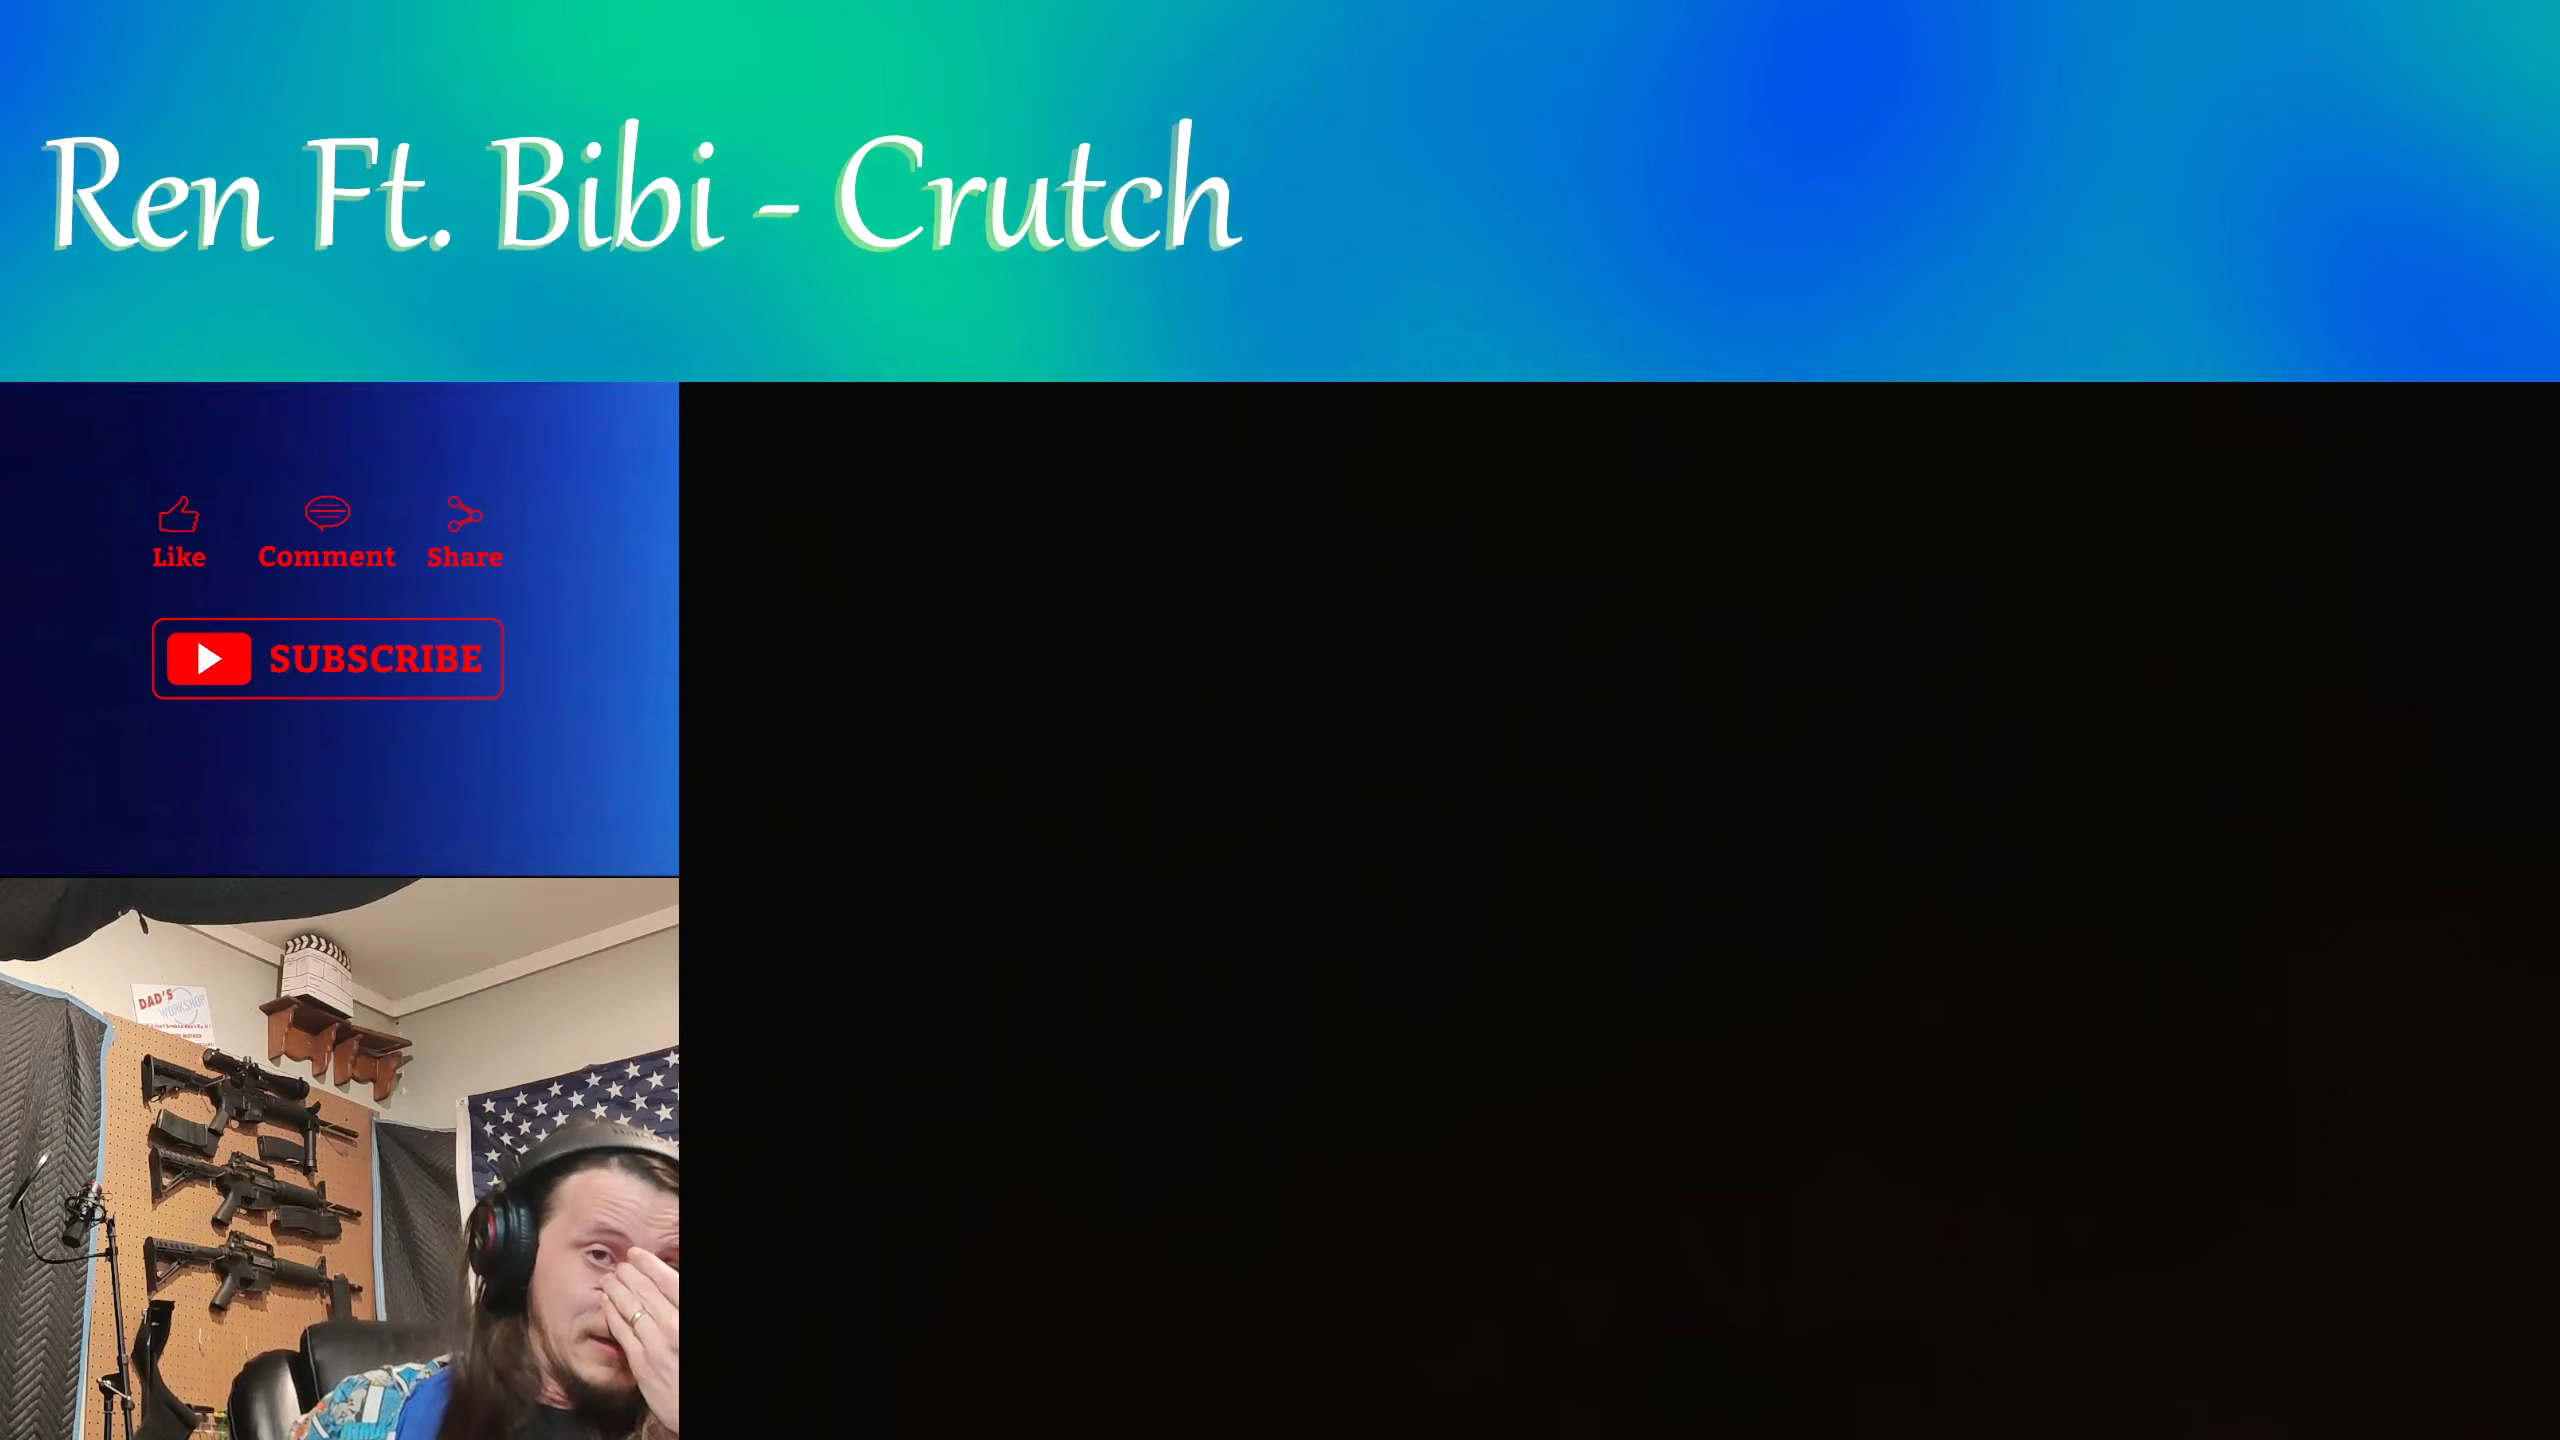 Ren Ft. Bibi - Crutch
Like Comment Share
SUBSCRIBE
DAD'S
WORKSHOP